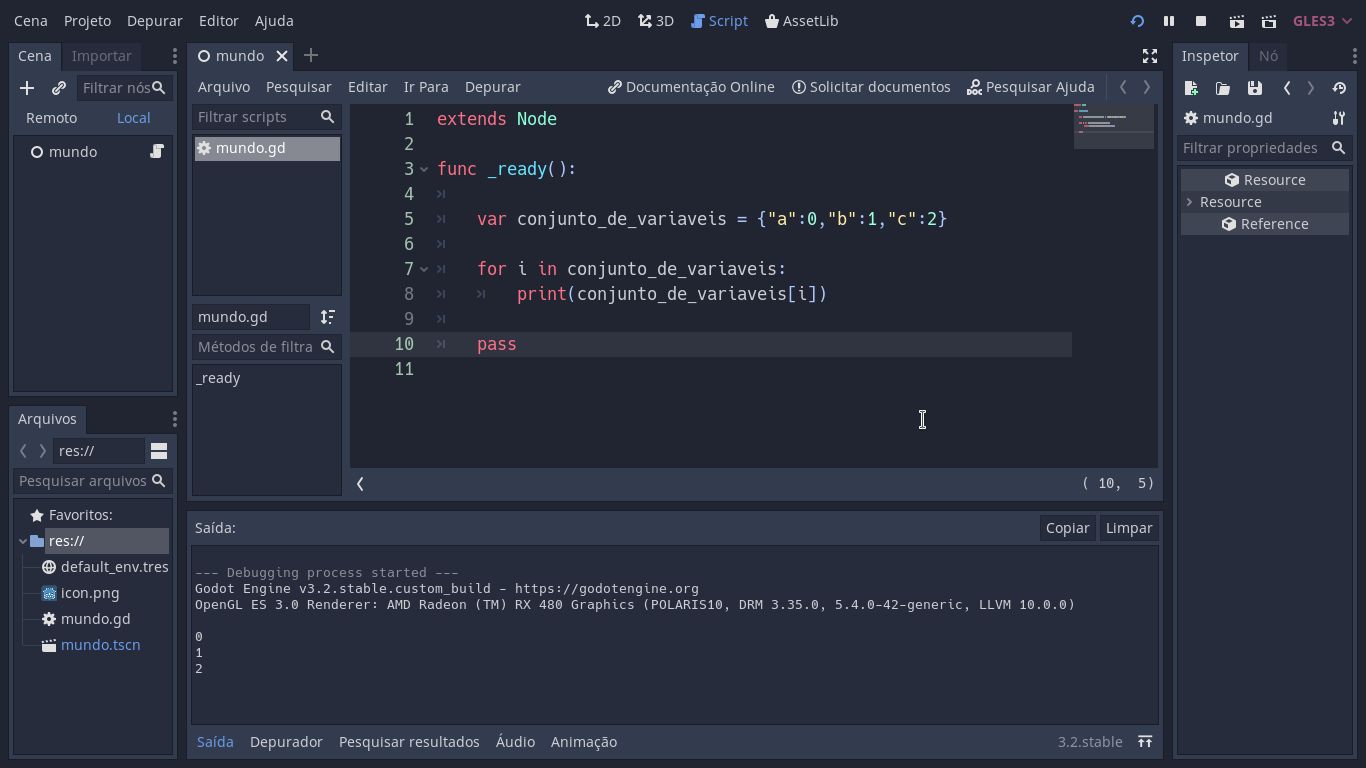 Cena Projeto Depurar Editor Ajuda 2D 3D Script AssetLib GLES3
Cena Importar
Filtrar nós
Remoto Local
mundo
Arquivos
res://
Pesquisar arquivos
Favoritos:
res://
default_env.tres
icon.png
mundo.gd
mundo.tscn
mundo
Arquivo Pesquisar Editar Ir Para Depurar Documentação Online Solicitar documentos Pesquisar Ajuda
Filtrar scripts
mundo.gd
mundo.gd
Métodos de filtra
_ready
1 extends Node
2
3 func _ready():
4
5 var conjunto_de_variaveis = {"a":0,"b":1,"c":2}
6
7 for i in conjunto_de_variaveis:
8 print(conjunto_de_variaveis[i])
9
10 pass
11
( 10, 5)
Saída: Copiar Limpar
--- Debugging process started ---
Godot Engine v3.2.stable.custom_build - https://godotengine.org
OpenGL ES 3.0 Renderer: AMD Radeon (TM) RX 480 Graphics (POLARIS10, DRM 3.35.0, 5.4.0-42-generic, LLVM 10.0.0)
0
1
2
Saída Depurador Pesquisar resultados Áudio Animação 3.2.stable
Inspetor Nó
mundo.gd
Filtrar propriedades
Resource
Resource
Reference